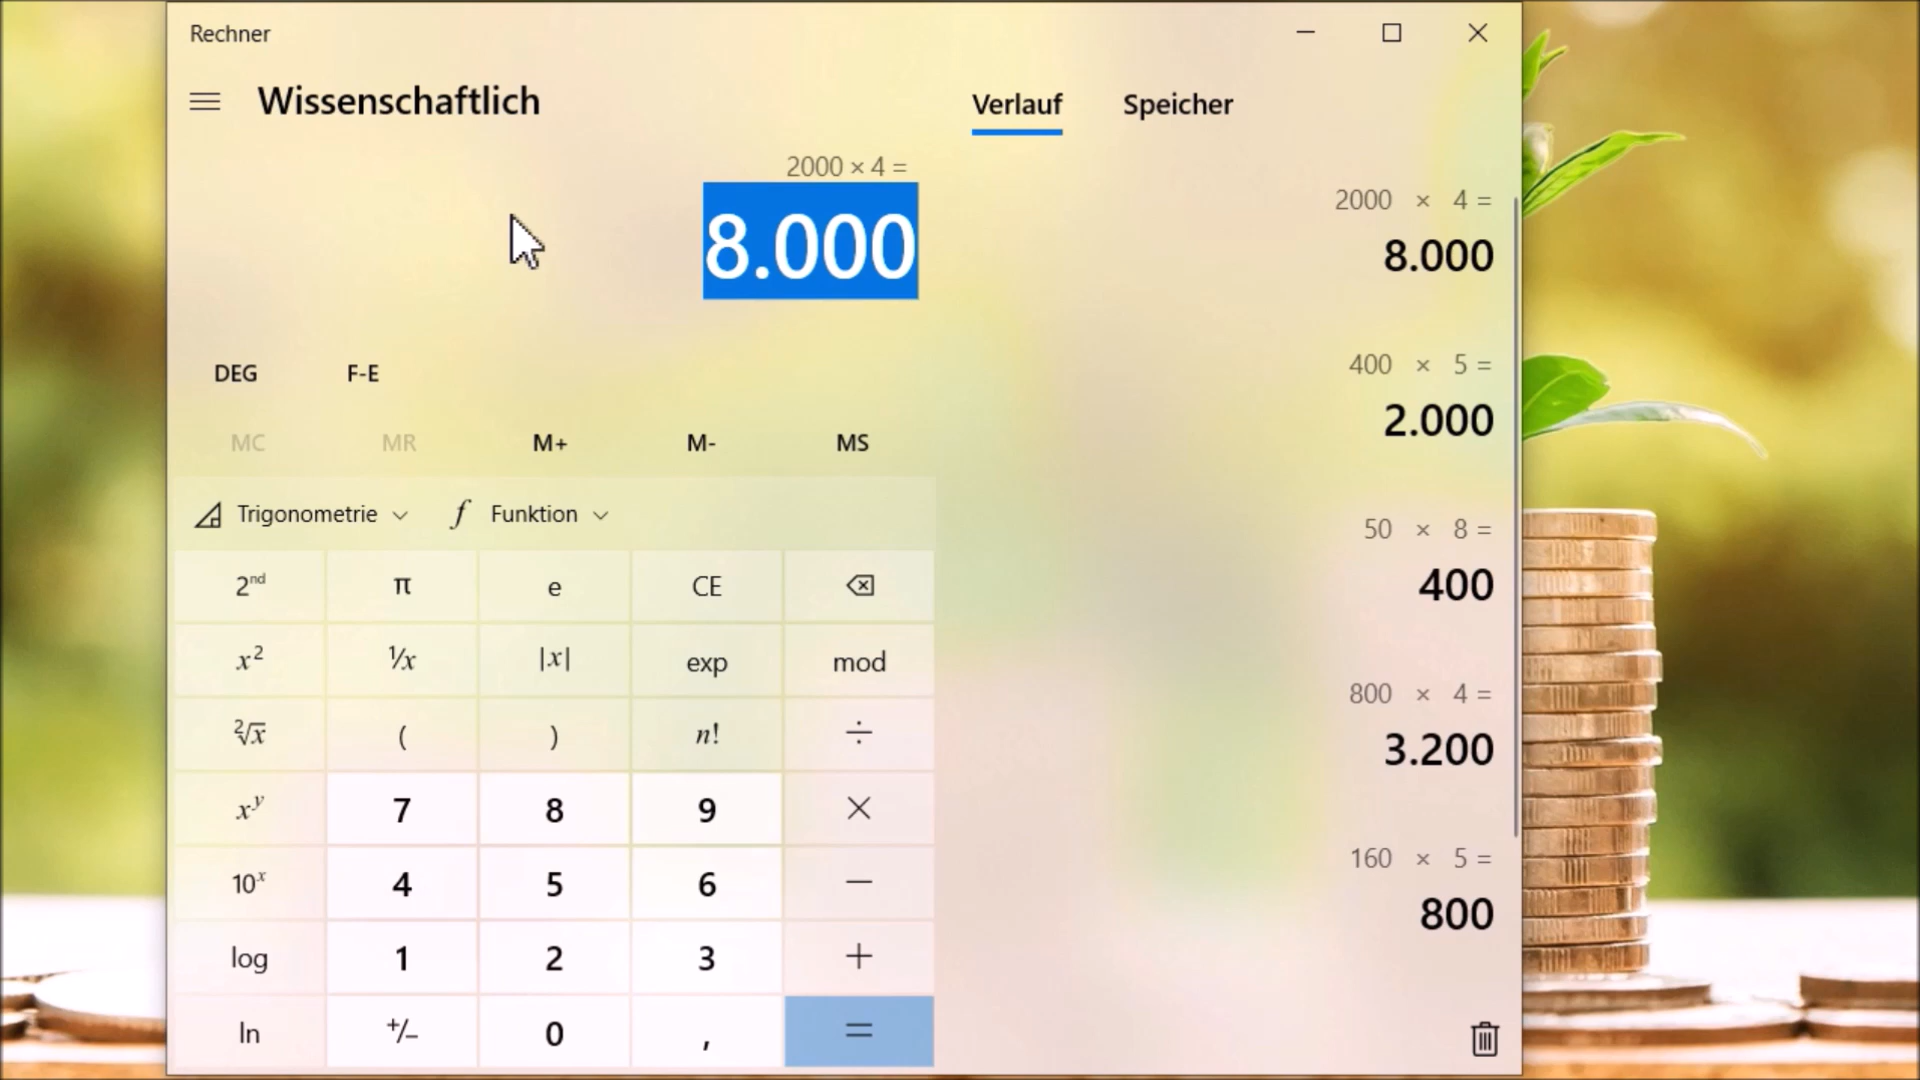 Rechner
Wissenschaftlich
Verlauf Speicher
2000 × 4 =
8.000
DEG F-E
MC MR M+ M- MS
Trigonometrie f Funktion
2nd π e CE
x2 1/x |x| exp mod
2√x ( ) n! ÷
xy 7 8 9 ×
10x 4 5 6 −
log 1 2 3 +
ln +/− 0 , =
2000 × 4 =
8.000
400 × 5 =
2.000
50 × 8 =
400
800 × 4 =
3.200
160 × 5 =
800